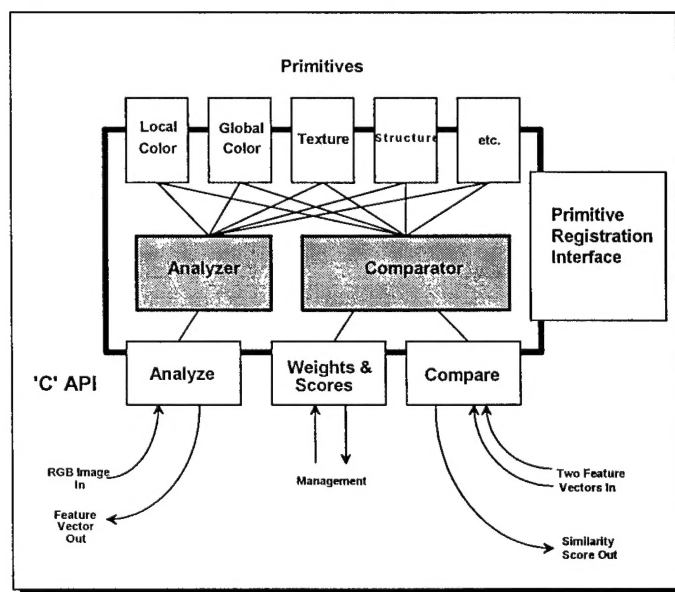 Primitives
Local
Color
Global
Color
Texture
Structure
etc.
Primitive
Registration
Interface
Analyzer
Comparator
'C' API
Analyze
Weights &
Scores
Compare
RGB Image
In
Management
Two Feature
Vectors In
Feature
Vector
Out
Similarity
Score Out